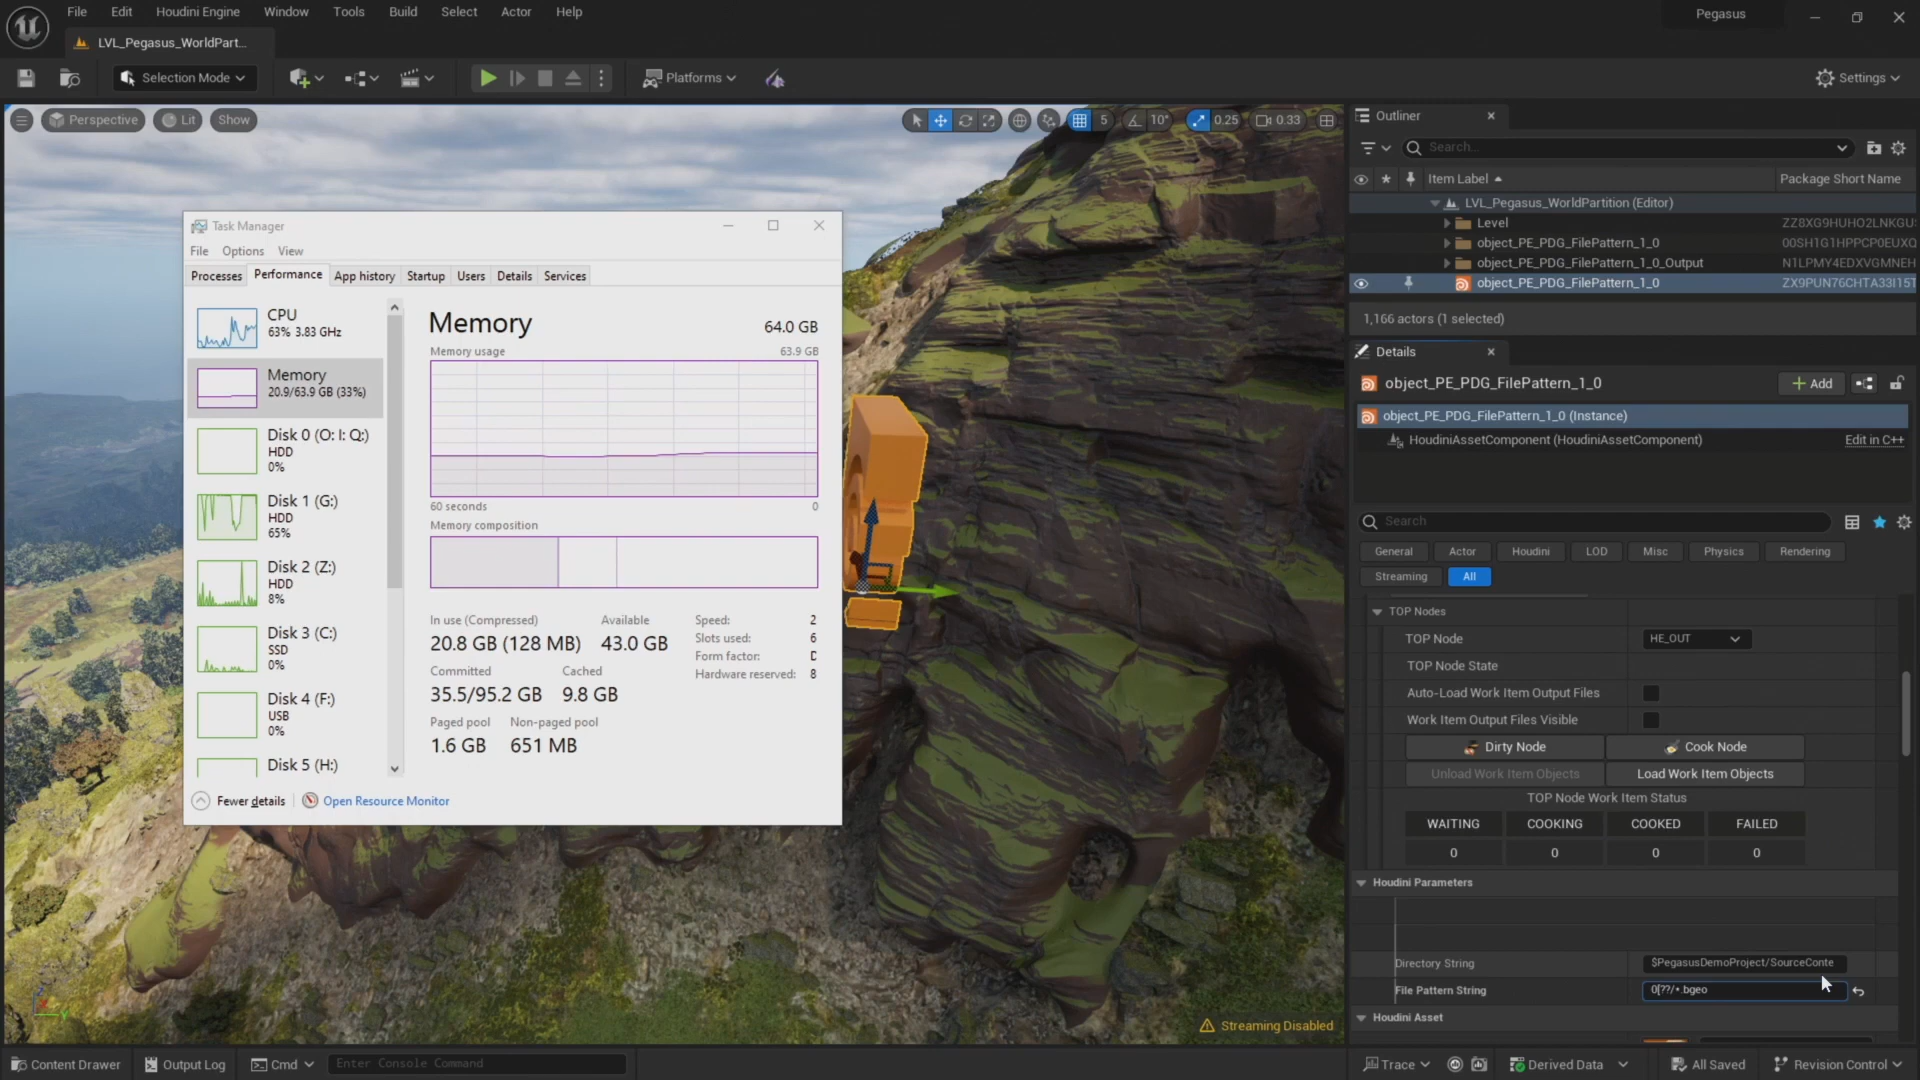 File Edit Houdini Engine Window Tools Build Select Actor Help
Pegasus
LVL_Pegasus_WorldPart...
Selection Mode
Platforms
Settings
Perspective Lit Show
5 10° 0.25 0.33
Task Manager
File Options View
Processes Performance App history Startup Users Details Services
CPU
63% 3.83 GHz
Memory
20.9/63.9 GB (33%)
Disk 0 (O: I: Q:)
HDD
0%
Disk 1 (G:)
HDD
65%
Disk 2 (Z:)
HDD
8%
Disk 3 (C:)
SSD
0%
Disk 4 (F:)
USB
0%
Disk 5 (H:)
Memory 64.0 GB
Memory usage 63.9 GB
60 seconds 0
Memory composition
In use (Compressed) Available
20.8 GB (128 MB) 43.0 GB
Committed Cached
35.5/95.2 GB 9.8 GB
Paged pool Non-paged pool
1.6 GB 651 MB
Speed: 2
Slots used: 6
Form factor:
Hardware reserved: 8
Fewer details Open Resource Monitor
Streaming Disabled
Outliner
Search...
Item Label Package Short Name
LVL_Pegasus_WorldPartition (Editor)
Level ZZ8XG9HUHO2LNKGU
object_PE_PDG_FilePattern_1_0 00SH1G1HPPCP0EUXQ
object_PE_PDG_FilePattern_1_0_Output N1LPMY4EDXVGMNEH
object_PE_PDG_FilePattern_1_0 ZX9PUN76CHTA33I15T
1,166 actors (1 selected)
Details
object_PE_PDG_FilePattern_1_0 Add
object_PE_PDG_FilePattern_1_0 (Instance)
HoudiniAssetComponent (HoudiniAssetComponent) Edit in C++
Search
General Actor Houdini LOD Misc Physics Rendering
Streaming All
TOP Nodes
TOP Node HE_OUT
TOP Node State
Auto-Load Work Item Output Files
Work Item Output Files Visible
Dirty Node Cook Node
Unload Work Item Objects Load Work Item Objects
TOP Node Work Item Status
WAITING COOKING COOKED FAILED
0 0 0 0
Houdini Parameters
Directory String $PegasusDemoProject/SourceConte
File Pattern String 0[??/*.bgeo
Houdini Asset
Content Drawer Output Log Cmd Enter Console Command
Trace Derived Data All Saved Revision Control